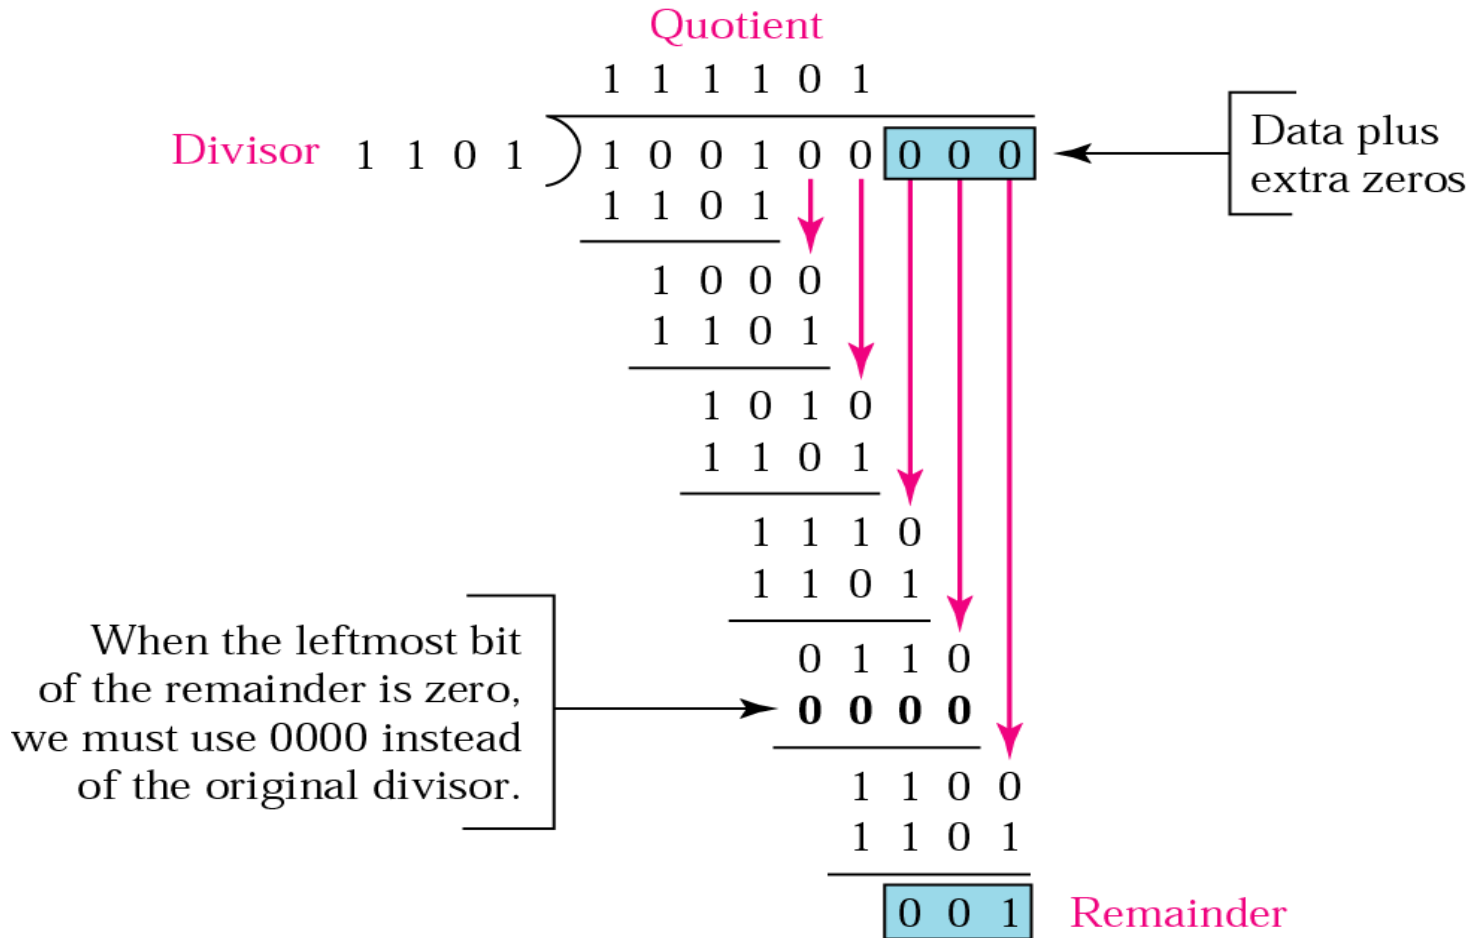 Quotient
1 1 1 1 0 1
Divisor 1 1 0 1 1 0 0 1 0 0 0 0 0
Data plus
extra zeros
1 1 0 1
1 0 0 0
1 1 0 1
1 0 1 0
1 1 0 1
1 1 1 0
1 1 0 1
When the leftmost bit
of the remainder is zero,
we must use 0000 instead
of the original divisor.
0 1 1 0
0 0 0 0
1 1 0 0
1 1 0 1
0 0 1 Remainder